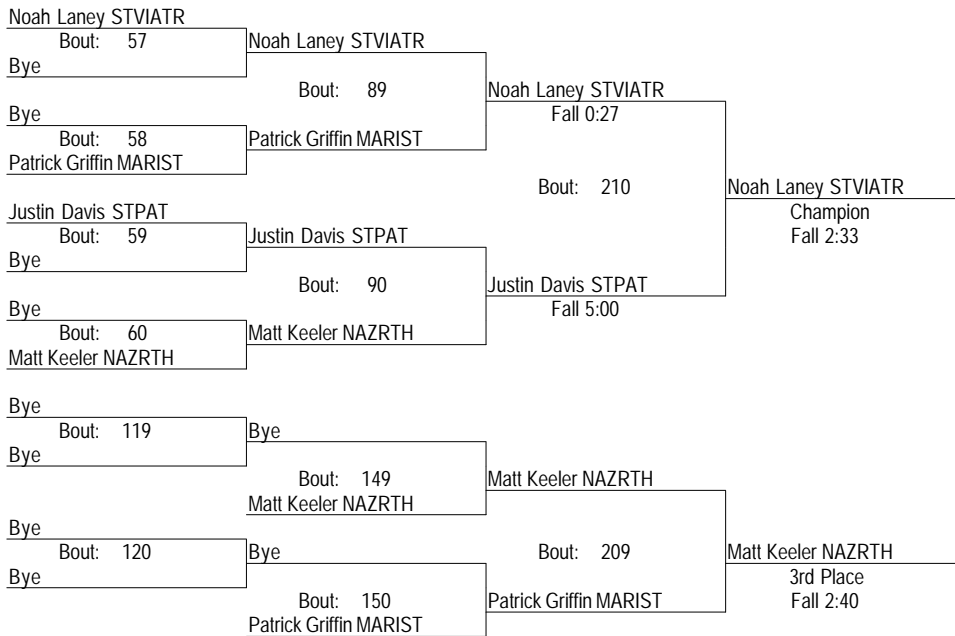 Noah Laney STVIATR
Bout: 57
Noah Laney STVIATR
Bye
Bout: 89
Noah Laney STVIATR
Bye
Fall 0:27
Bout: 58
Patrick Griffin MARIST
Patrick Griffin MARIST
Bout: 210
Noah Laney STVIATR
Justin Davis STPAT
Champion
Bout: 59
Justin Davis STPAT
Fall 2:33
Bye
Bout: 90
Justin Davis STPAT
Bye
Fall 5:00
Bout: 60
Matt Keeler NAZRTH
Matt Keeler NAZRTH
Bye
Bout: 119
Bye
Bye
Bout: 149
Matt Keeler NAZRTH
Matt Keeler NAZRTH
Bye
Bout: 120
Bye
Bout: 209
Matt Keeler NAZRTH
Bye
3rd Place
Bout: 150
Patrick Griffin MARIST
Fall 2:40
Patrick Griffin MARIST